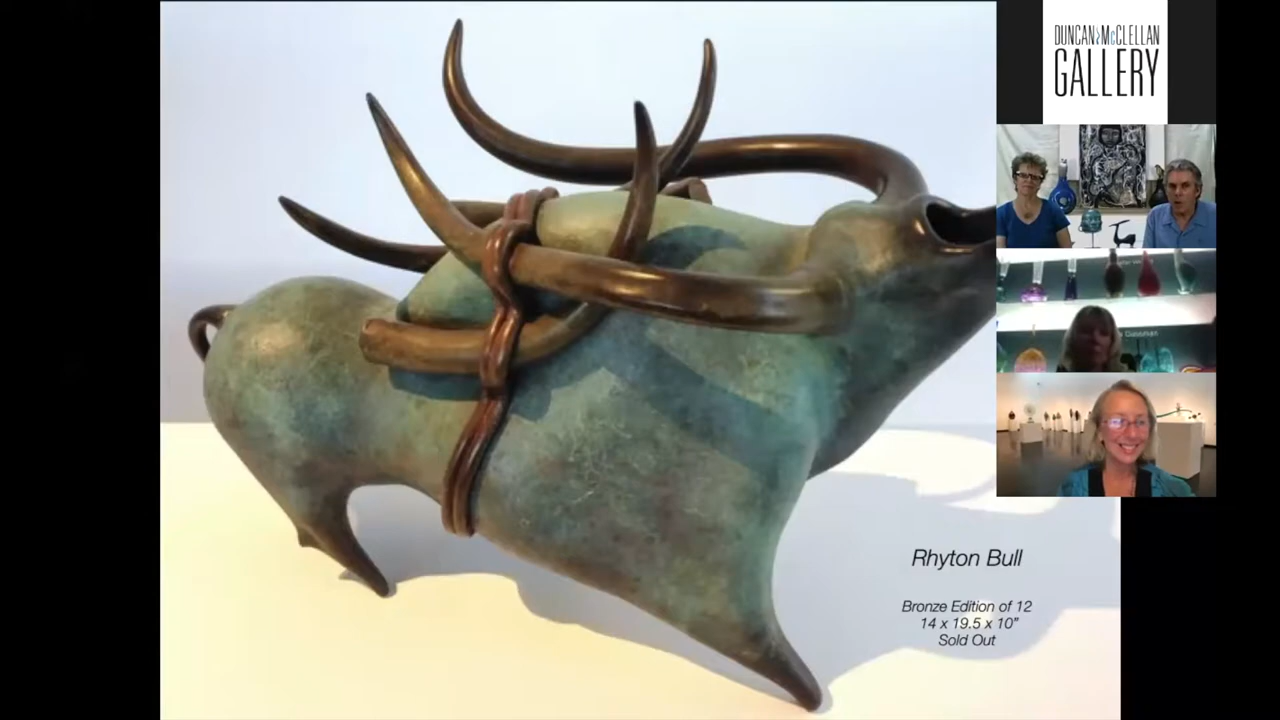 DUNCAN McCLELLAN
GALLERY
Rhyton Bull
Bronze Edition of 12
14 x 19.5 x 10"
Sold Out